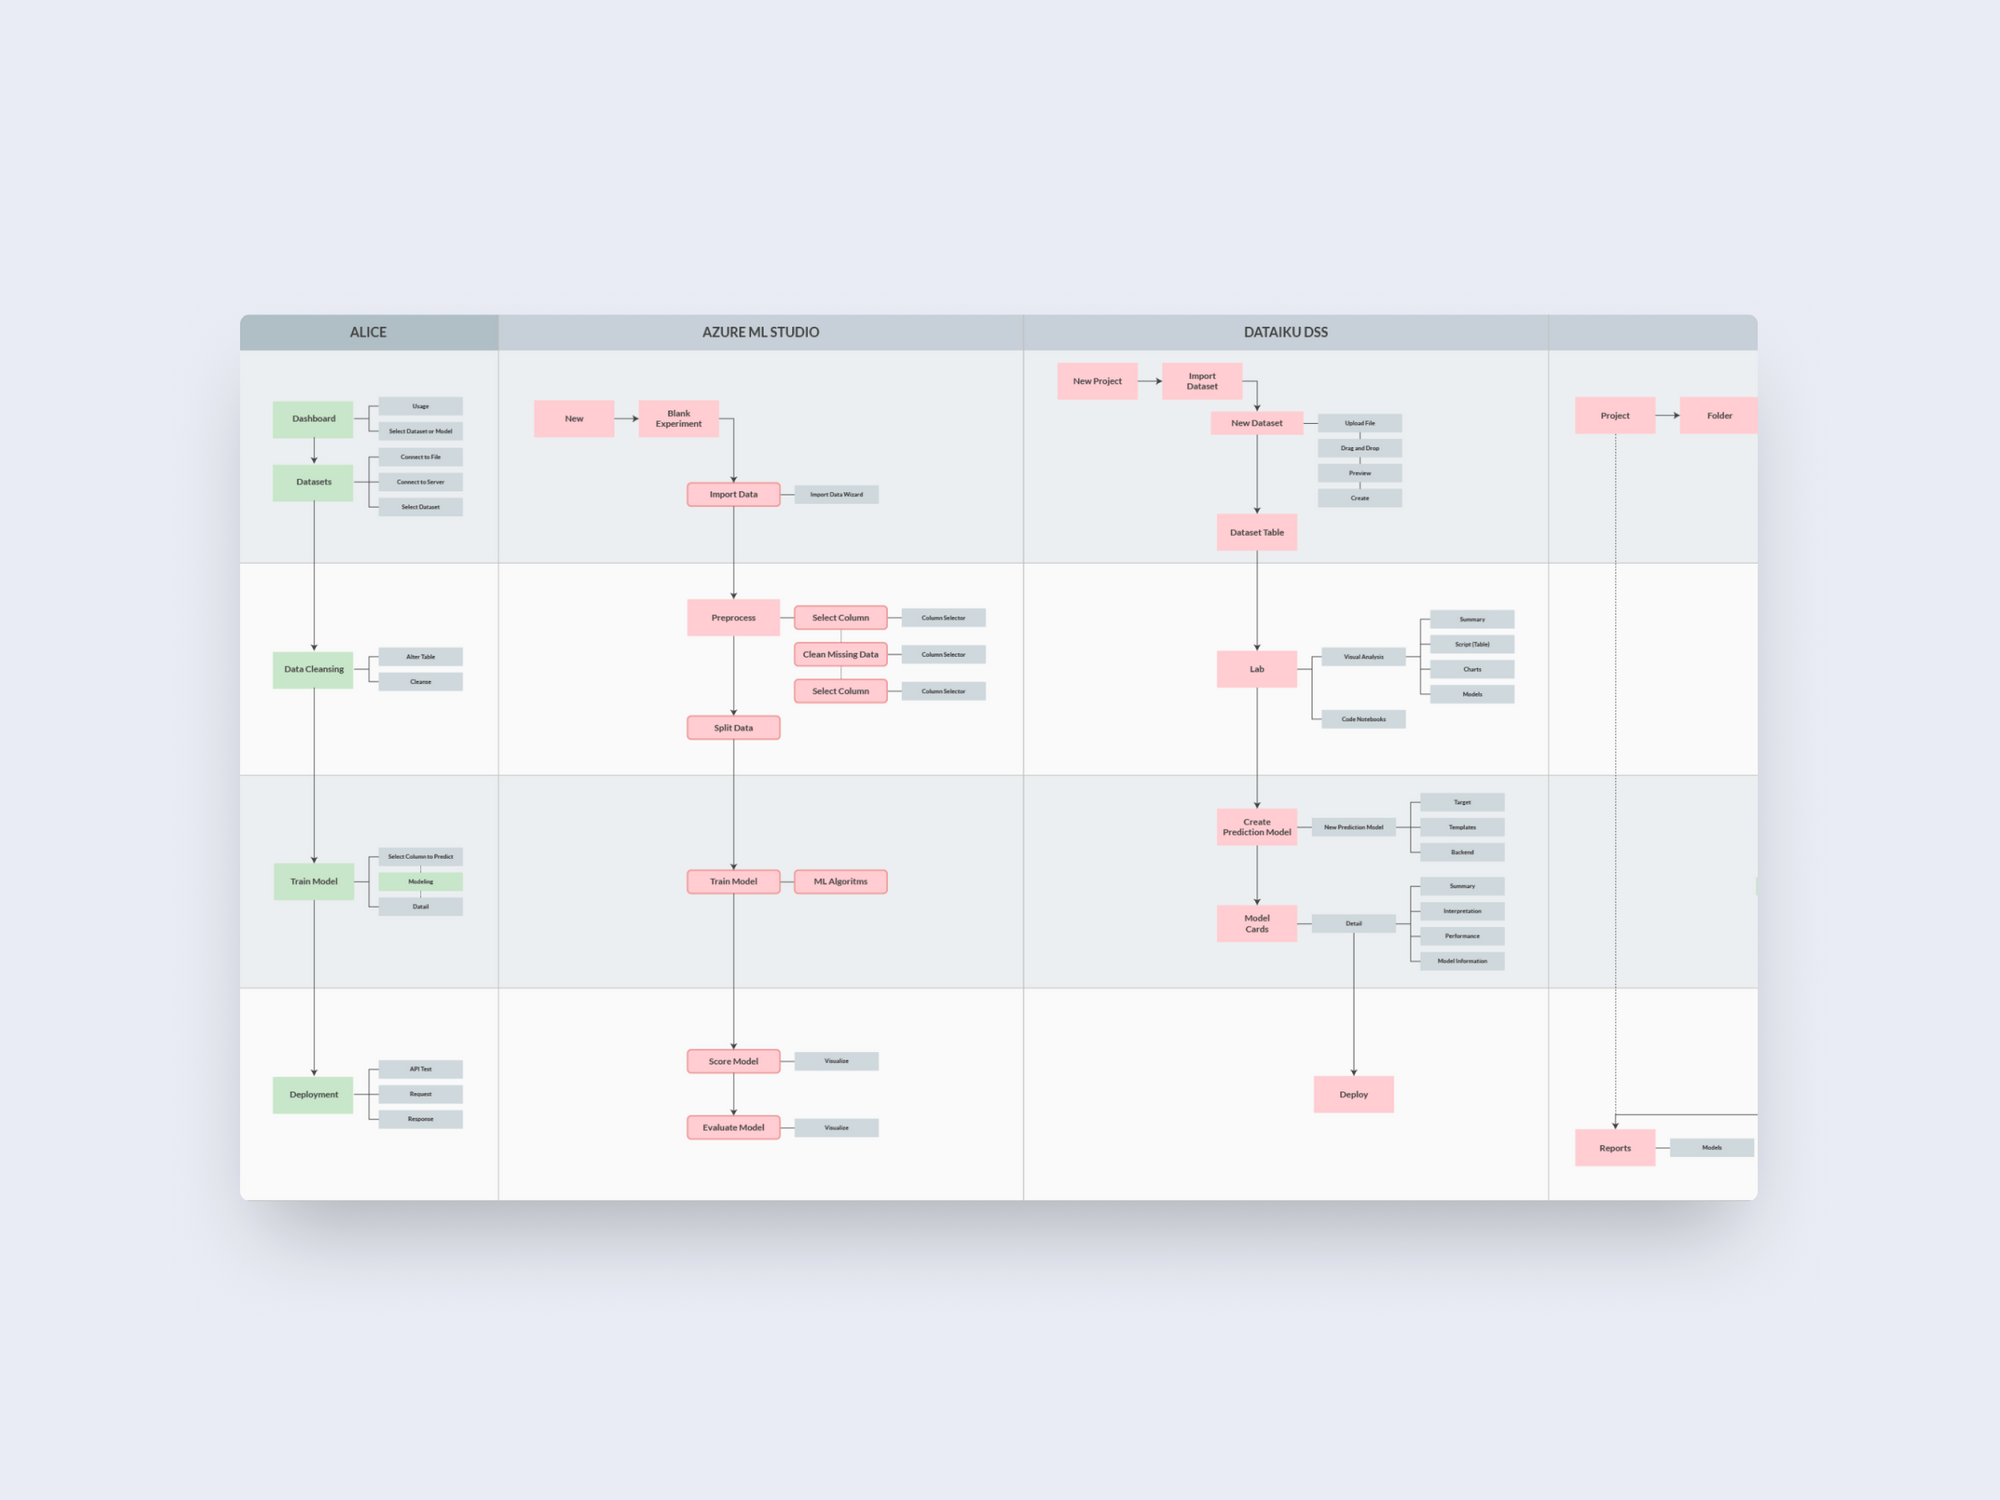 ALICE
AZURE ML STUDIO
DATAIKU DSS
Dashboard
Usage
Select Dataset or Model
Datasets
Connect to File
Connect to Server
Select Dataset
Data Cleansing
Alter Table
Cleanse
Train Model
Select Column to Predict
Modeling
Datail
Deployment
API Test
Request
Response
New
Blank
Experiment
Import Data
Import Data Wizard
Preprocess
Select Column
Column Selector
Clean Missing Data
Column Selector
Select Column
Column Selector
Split Data
Train Model
ML Algoritms
Score Model
Visualize
Evaluate Model
Visualize
New Project
Import
Dataset
New Dataset
Upload File
Drag and Drop
Preview
Create
Dataset Table
Lab
Visual Analysis
Summary
Script (Table)
Charts
Models
Code Notebooks
Create
Prediction Model
New Prediction Model
Target
Templates
Backend
Model
Cards
Detail
Summary
Interpretation
Performance
Model Information
Deploy
Project
Folder
Reports
Models